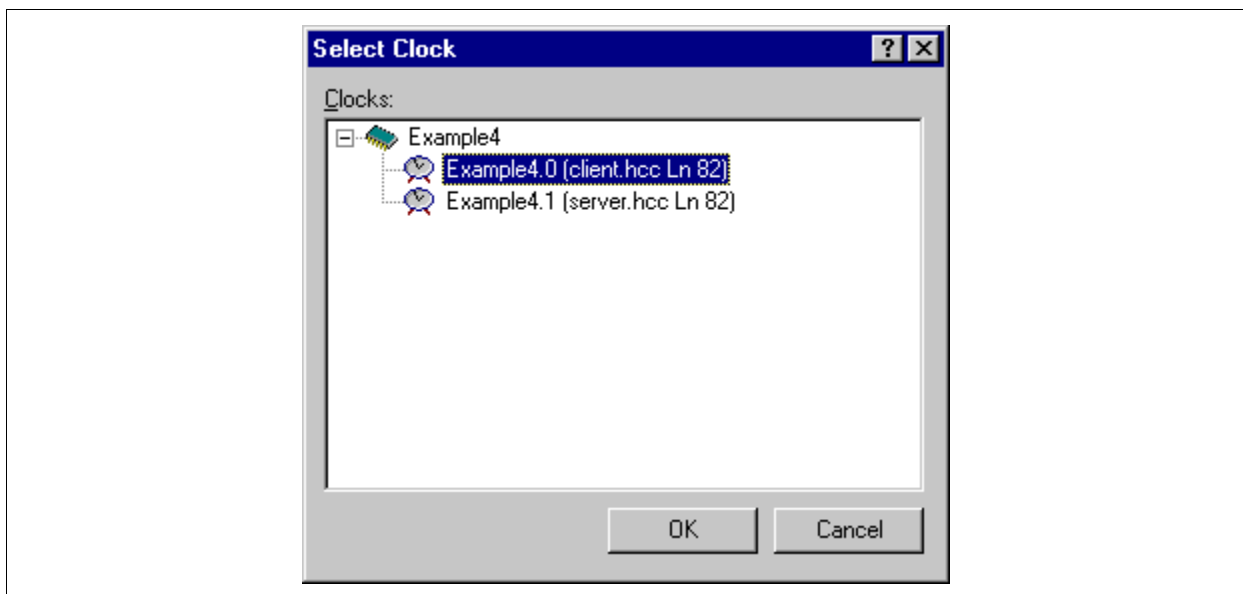 Select Clock
Clocks:
Example4
Example4.0 (client.hcc Ln 82)
Example4.1 (server.hcc Ln 82)
OK Cancel